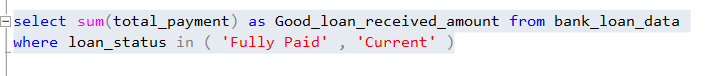 select sum(total_payment) as Good_loan_received_amount from bank_loan_data
where loan_status in ( 'Fully Paid' , 'Current' )